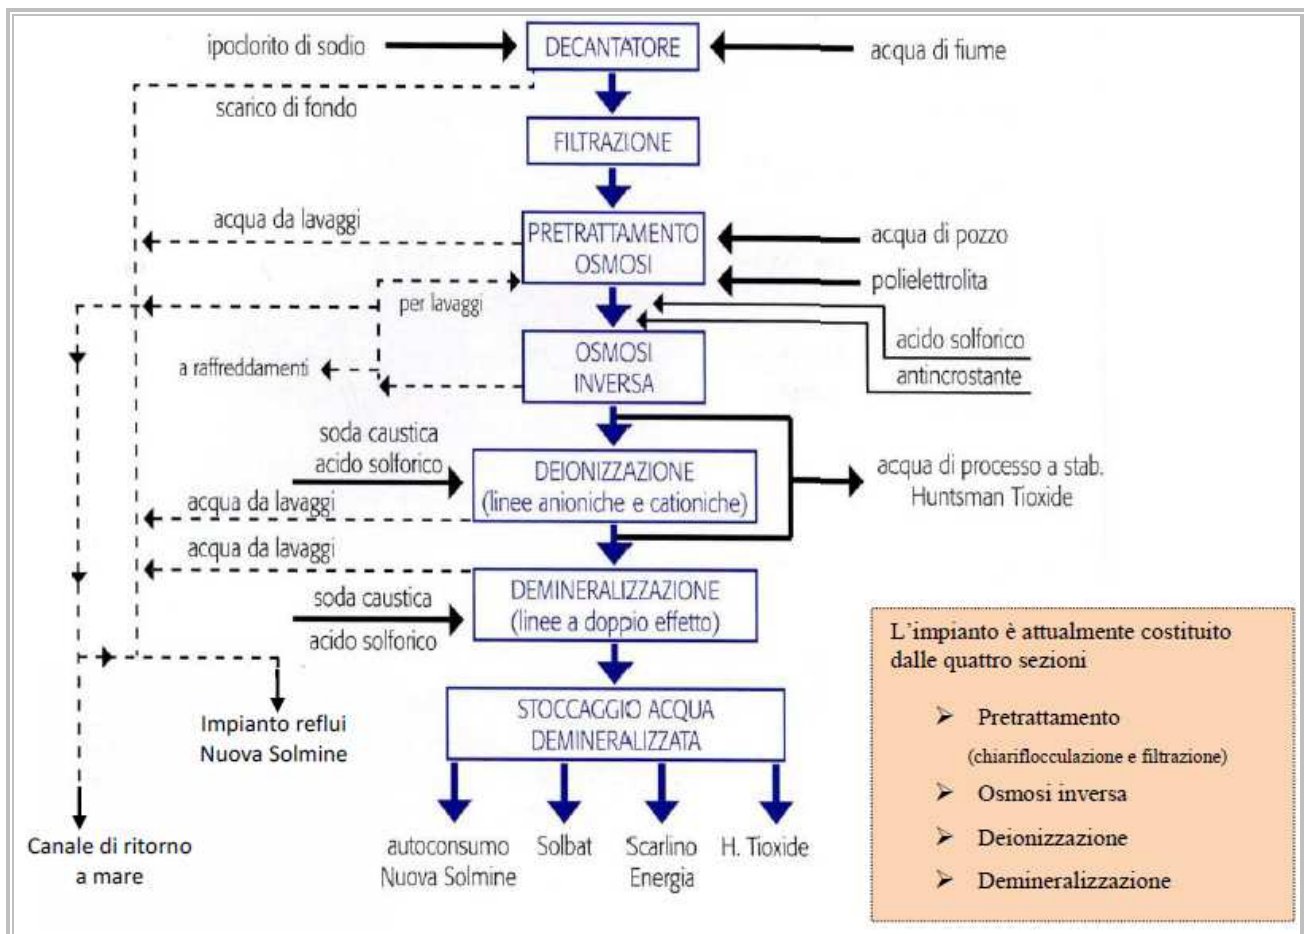 ipoclorito di sodio
DECANTATORE
acqua di fiume
scarico di fondo
FILTRAZIONE
acqua da lavaggi
PRETRATTAMENTO
OSMOSI
acqua di pozzo
polielettrolita
per lavaggi
acido solforico
antincrostante
a raffreddamenti
OSMOSI
INVERSA
soda caustica
acido solforico
DEIONIZZAZIONE
(linee anioniche e cationiche)
acqua di processo a stab.
Huntsman Tioxide
acqua da lavaggi
acqua da lavaggi
DEMINERALIZZAZIONE
(linee a doppio effetto)
soda caustica
acido solforico
L'impianto è attualmente costituito
dalle quattro sezioni
➢ Pretrattamento
(chiariflocculazione e filtrazione)
➢ Osmosi inversa
➢ Deionizzazione
➢ Demineralizzazione
STOCCAGGIO ACQUA
DEMINERALIZZATA
Impianto reflui
Nuova Solmine
Canale di ritorno
a mare
autoconsumo
Nuova Solmine
Solbat
Scarlino
Energia
H. Tioxide